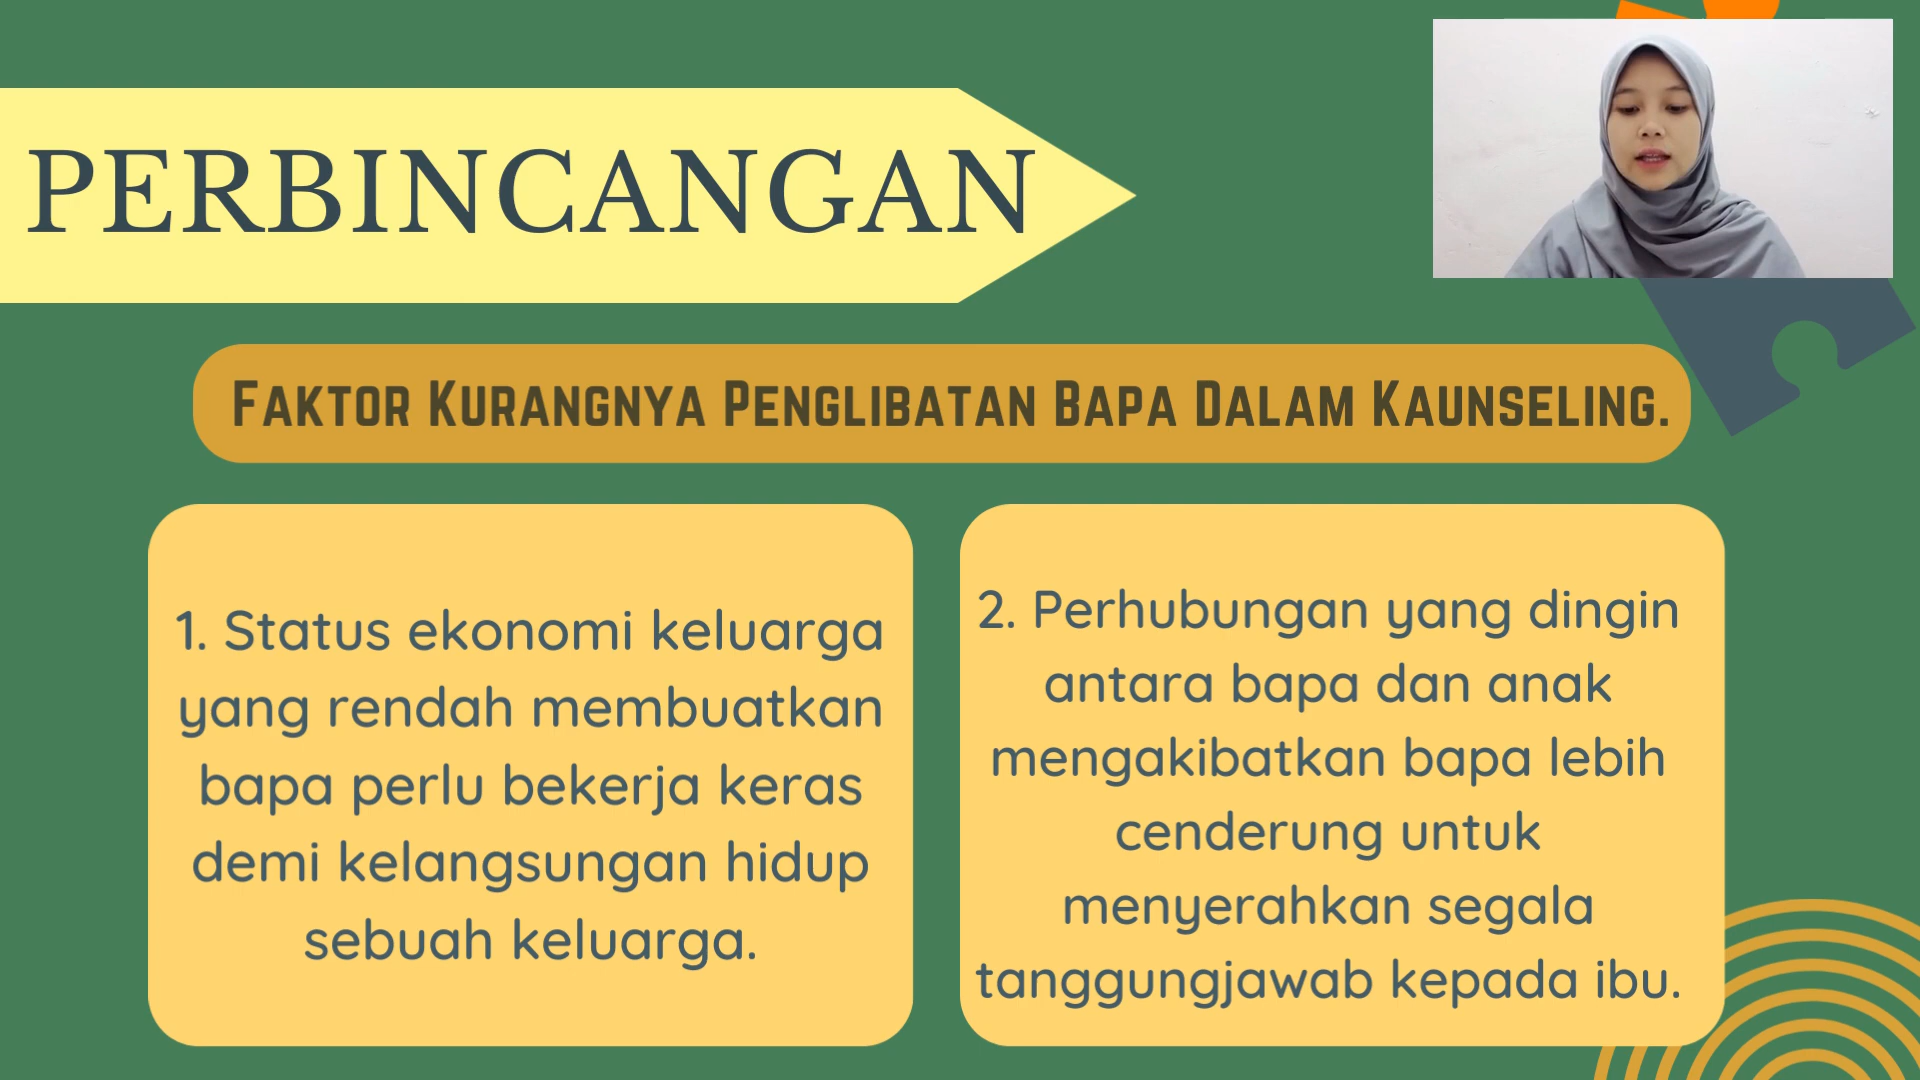 PERBINCANGAN
Faktor Kurangnya Penglibatan Bapa Dalam Kaunseling.
1. Status ekonomi keluarga
yang rendah membuatkan
bapa perlu bekerja keras
demi kelangsungan hidup
sebuah keluarga.
2. Perhubungan yang dingin
antara bapa dan anak
mengakibatkan bapa lebih
cenderung untuk
menyerahkan segala
tanggungjawab kepada ibu.